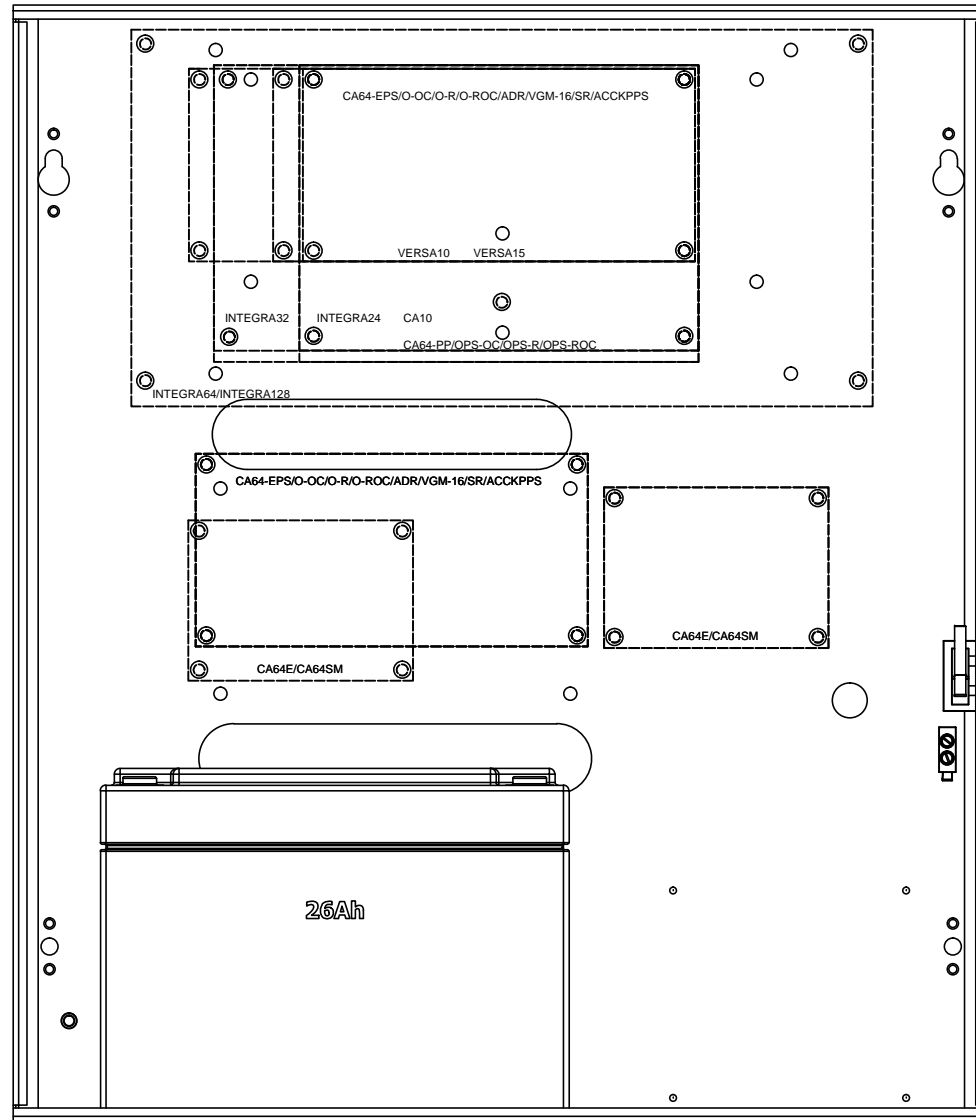 CA64-EPS/O-OC/O-R/O-ROC/ADR/VGM-16/SR/ACCKPPS
VERSA10 VERSA15
INTEGRA32 INTEGRA24 CA10
CA64-PP/OPS-OC/OPS-R/OPS-ROC
INTEGRA64/INTEGRA128
CA64-EPS/O-OC/O-R/O-ROC/ADR/VGM-16/SR/ACCKPPS
CA64E/CA64SM
CA64E/CA64SM
26Ah